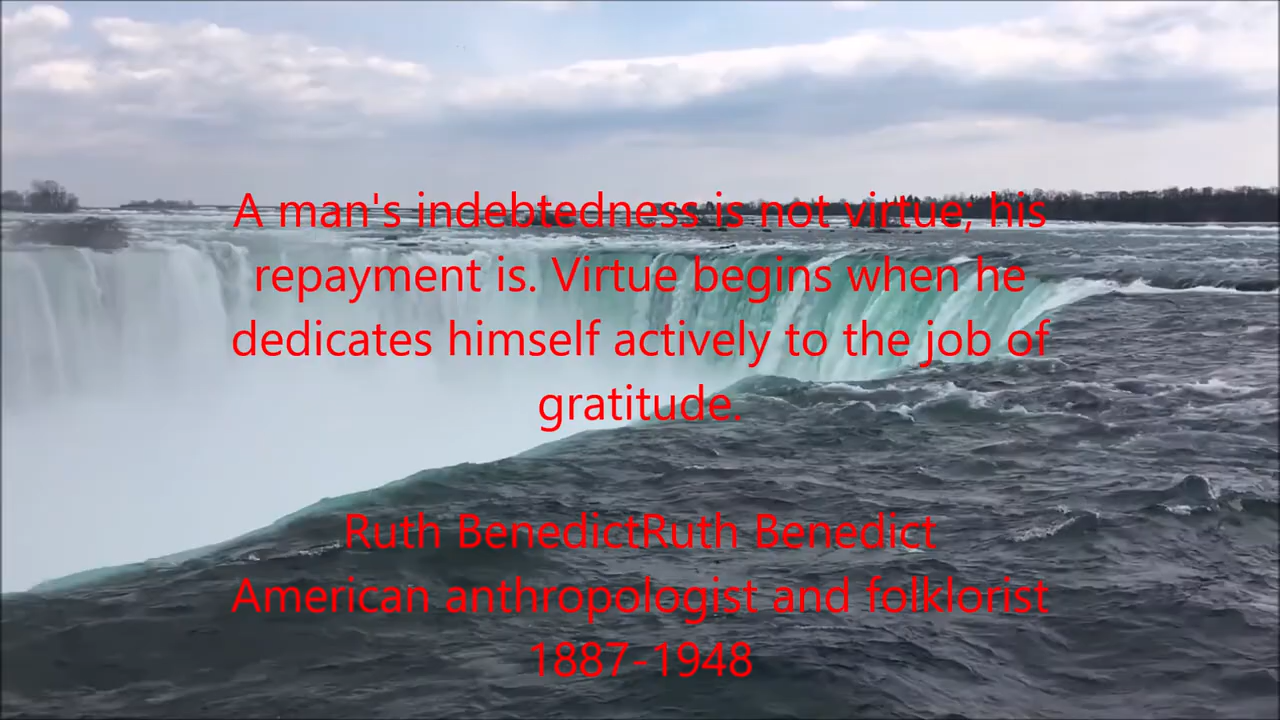 A man's indebtedness is not virtue; his
repayment is. Virtue begins when he
dedicates himself actively to the job of
gratitude.
Ruth BenedictRuth Benedict
American anthropologist and folklorist
1887-1948